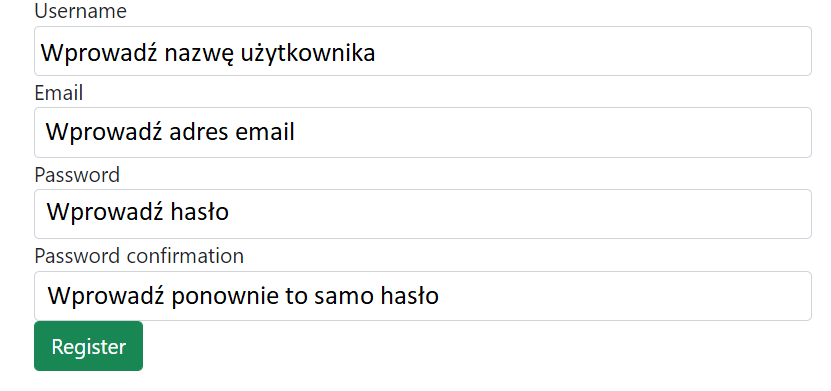 Username
Wprowadź nazwę użytkownika
Email
Wprowadź adres email
Password
Wprowadź hasło
Password confirmation
Wprowadź ponownie to samo hasło
Register